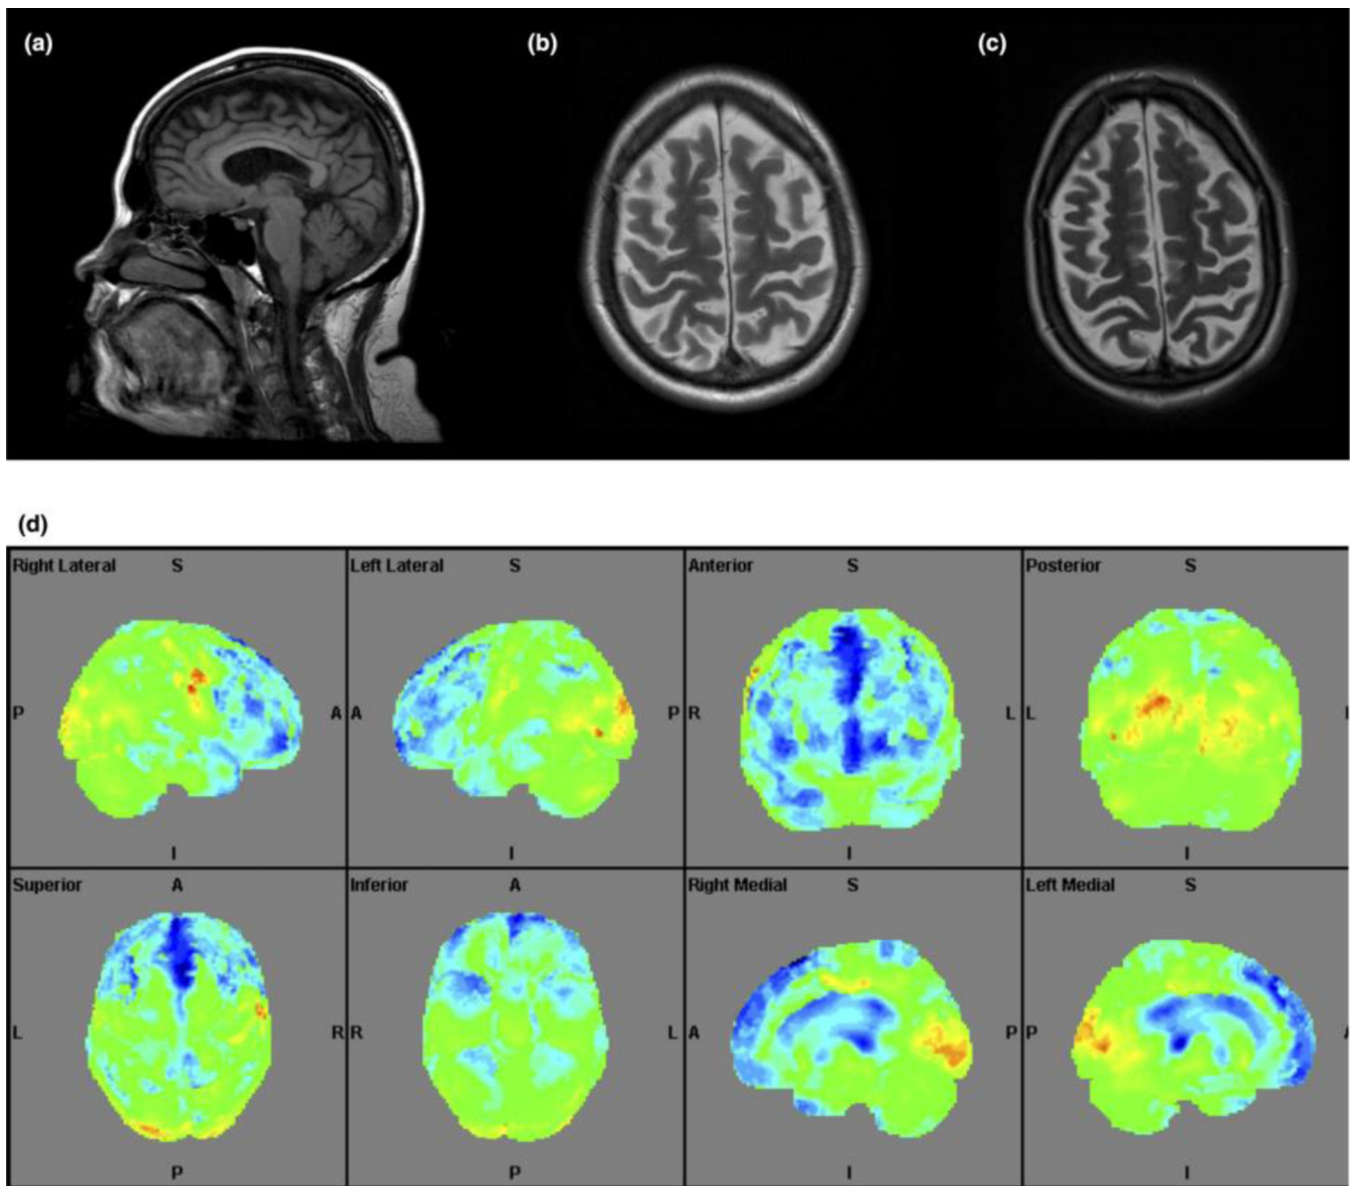 (a)
(b)
(c)
(d)
Right Lateral S
P A
I
Left Lateral S
A P
I
Anterior S
R L
I
Posterior S
L
I
Superior A
L R
P
Inferior A
R L
P
Right Medial S
A P
I
Left Medial S
P
I